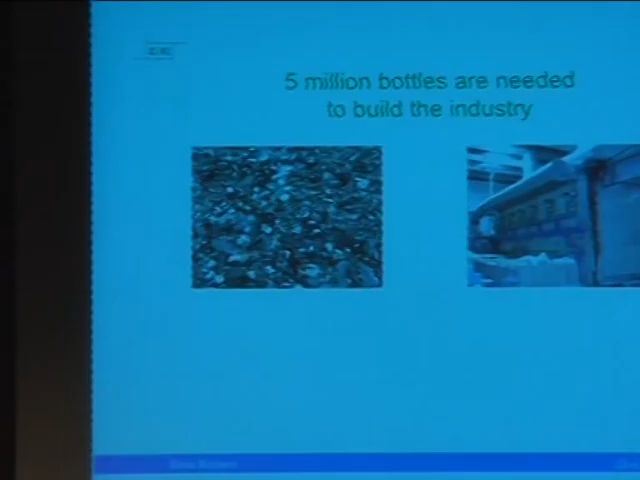 5 million bottles are needed
to build the industry